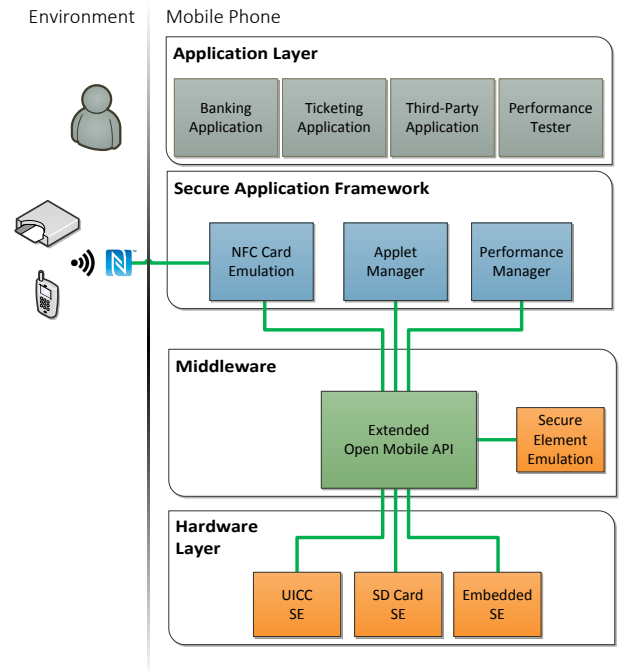 Environment
Mobile Phone
Application Layer
Banking
Application
Ticketing
Application
Third-Party
Application
Performance
Tester
Secure Application Framework
NFC Card
Emulation
Applet
Manager
Performance
Manager
Middleware
Extended
Open Mobile API
Secure
Element
Emulation
Hardware
Layer
UICC
SE
SD Card
SE
Embedded
SE